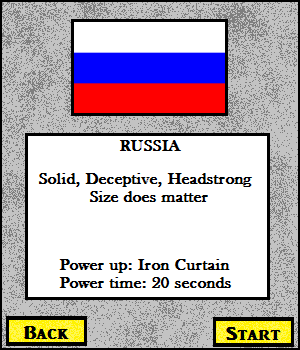 RUSSIA
Solid, Deceptive, Headstrong
Size does matter
Power up: Iron Curtain
Power time: 20 seconds
BACK
START